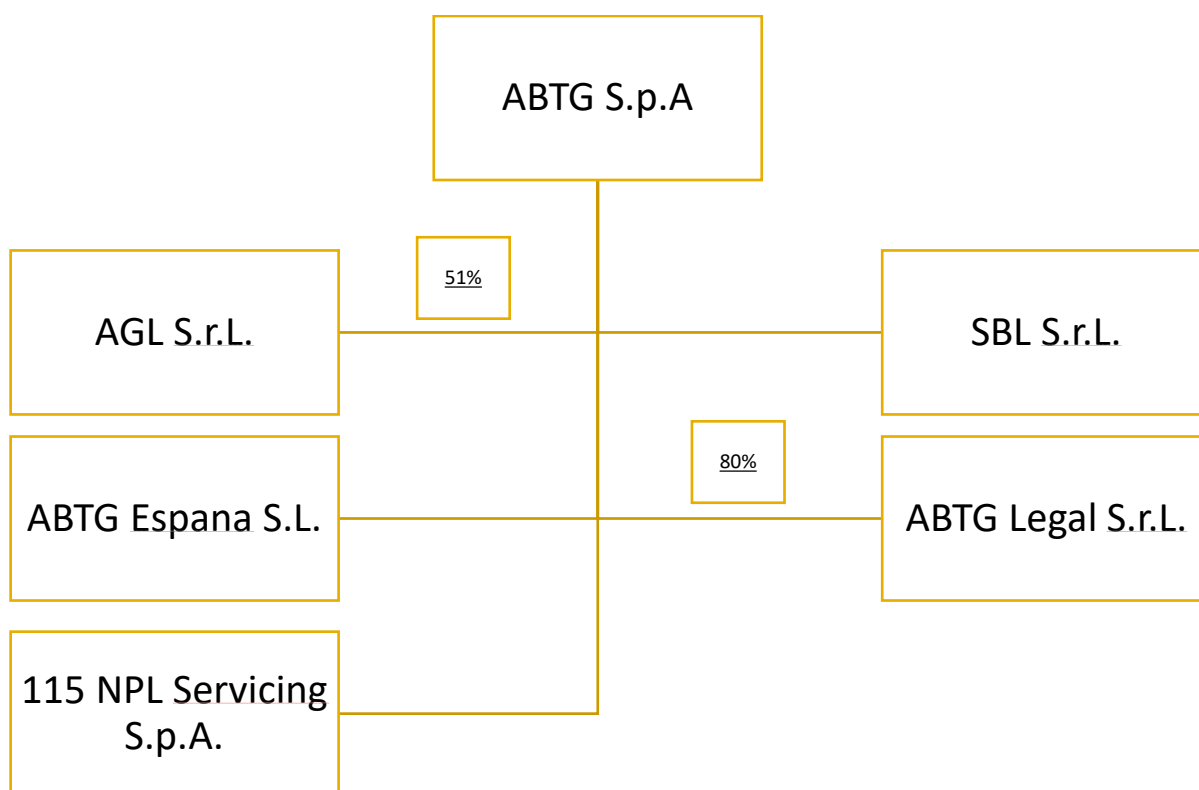 ABTG S.p.A
51%
AGL S.r.L.
SBL S.r.L.
80%
ABTG Espana S.L.
ABTG Legal S.r.L.
115 NPL Servicing
S.p.A.